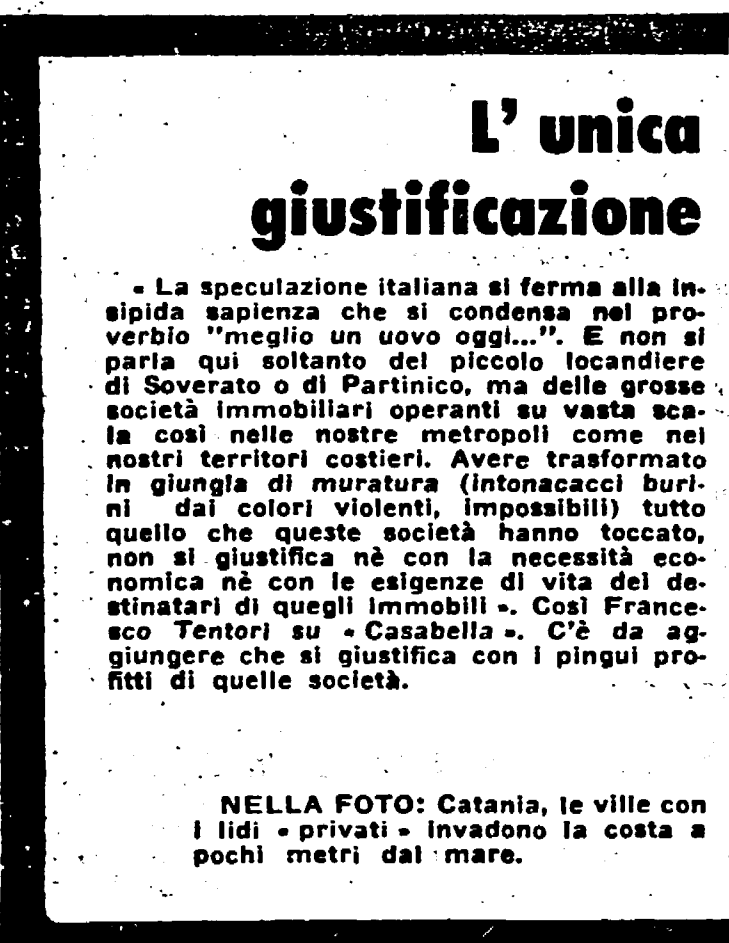 L' unica
giustificazione
« La speculazione italiana si ferma alla in-
sipida sapienza che si condensa nel pro-
verbio "meglio un uovo oggi...". E non si
parla qui soltanto del piccolo locandiere
di Soverato o di Partinico, ma delle grosse
società immobiliari operanti su vasta sca-
la così nelle nostre metropoli come nei
nostri territori costieri. Avere trasformato
in giungla di muratura (intonacacci buri-
ni dai colori violenti, impossibili) tutto
quello che queste società hanno toccato,
non si giustifica nè con la necessità eco-
nomica nè con le esigenze di vita dei de-
stinatari di quegli immobili ». Così France-
sco Tentori su « Casabella ». C'è da ag-
giungere che si giustifica con i pingui pro-
fitti di quelle società.
NELLA FOTO: Catania, le ville con
i lidi « privati » invadono la costa a
pochi metri dal mare.